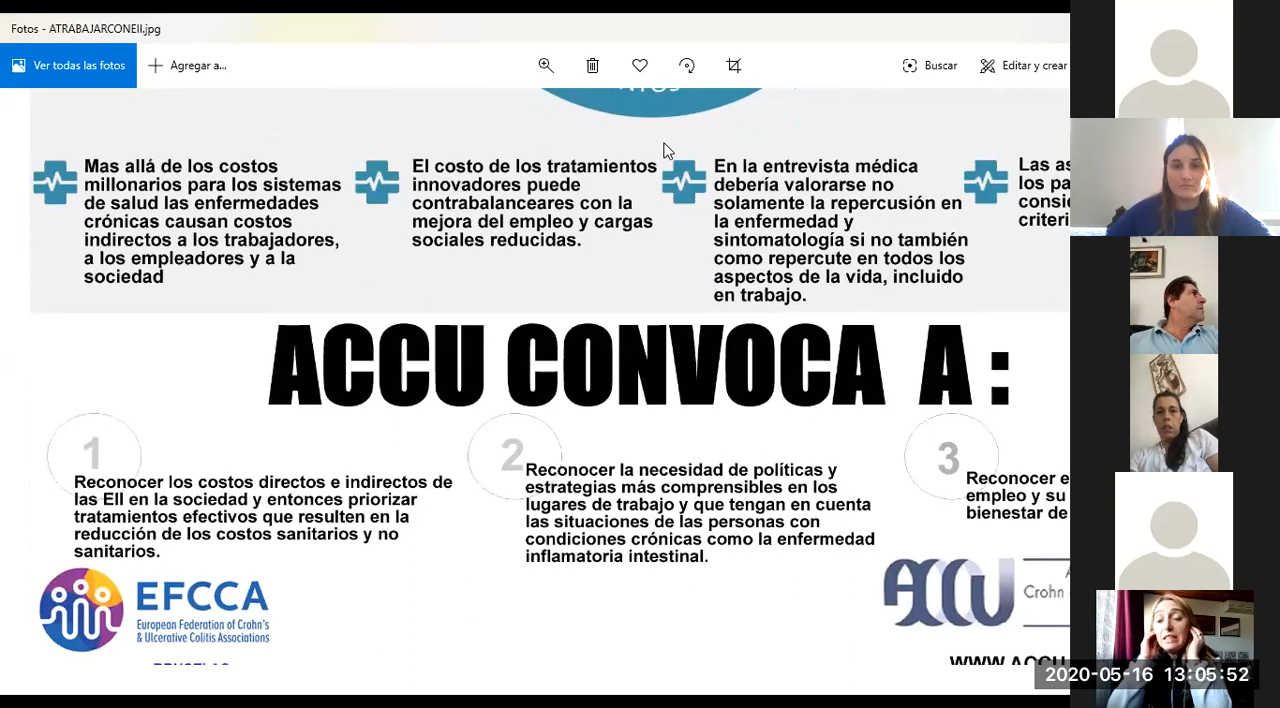 Fotos - ATRABAJARCONEII.jpg
Ver todas las fotos
Agregar a...
Buscar
Editar y crear
Mas allá de los costos
millonarios para los sistemas
de salud las enfermedades
crónicas causan costos
indirectos a los trabajadores,
a los empleadores y a la
sociedad
El costo de los tratamientos
innovadores puede
contrabalanceares con la
mejora del empleo y cargas
sociales reducidas.
En la entrevista médica
debería valorarse no
solamente la repercusión en
la enfermedad y
sintomatología si no también
como repercute en todos los
aspectos de la vida, incluido
en trabajo.
Las as
los pa
consi
criteri
ACCU CONVOCA A :
1
Reconocer los costos directos e indirectos de
las EII en la sociedad y entonces priorizar
tratamientos efectivos que resulten en la
reducción de los costos sanitarios y no
sanitarios.
2
Reconocer la necesidad de políticas y
estrategias más comprensibles en los
lugares de trabajo y que tengan en cuenta
las situaciones de las personas con
condiciones crónicas como la enfermedad
inflamatoria intestinal.
3
Reconocer e
empleo y su
bienestar de
EFCCA
European Federation of Crohn's
& Ulcerative Colitis Associations
ACCU
Crohn
WWW.ACCU
2020-05-16 13:05:52